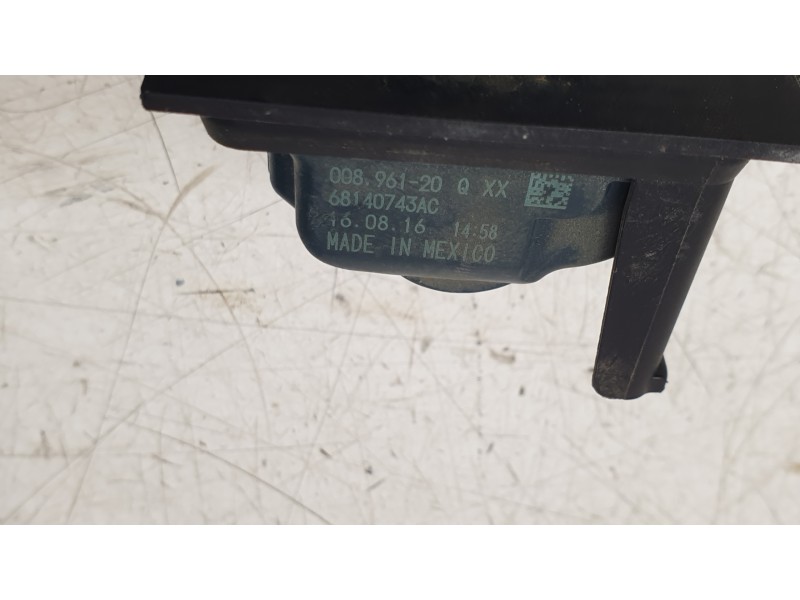 008.961-20 Q XX
68140743AC
16.08.16 14:58
MADE IN MEXICO